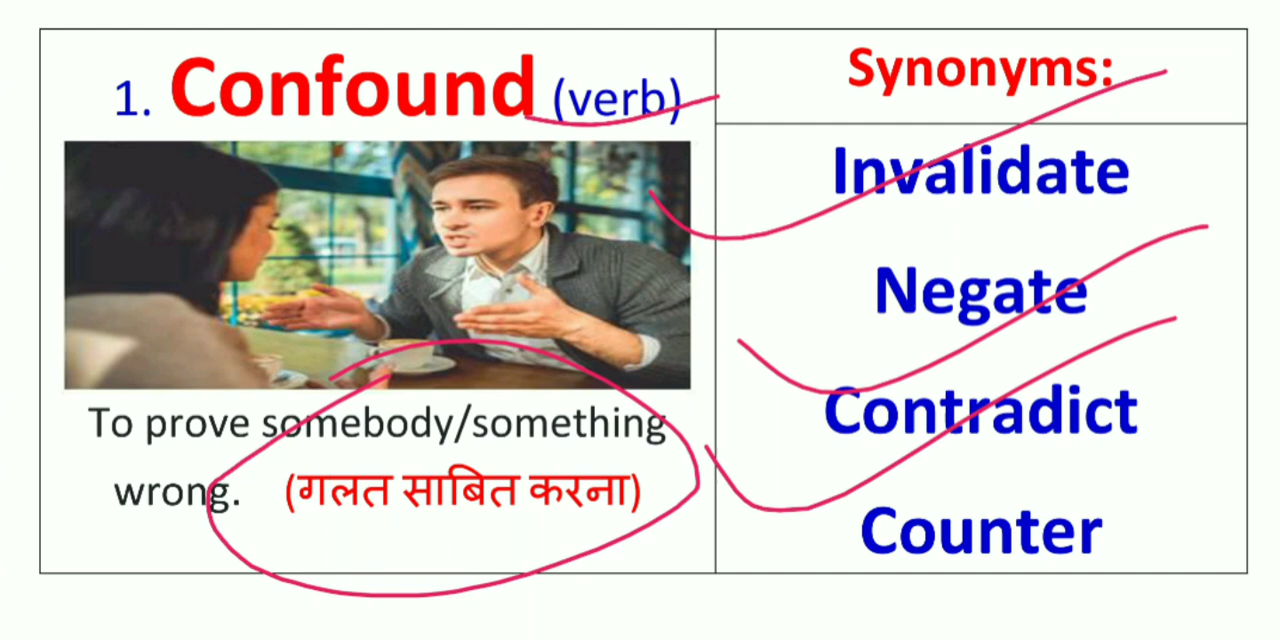 1. Confound (verb)
To prove somebody/something
wrong. (गलत साबित करना)
Synonyms:
Invalidate
Negate
Contradict
Counter